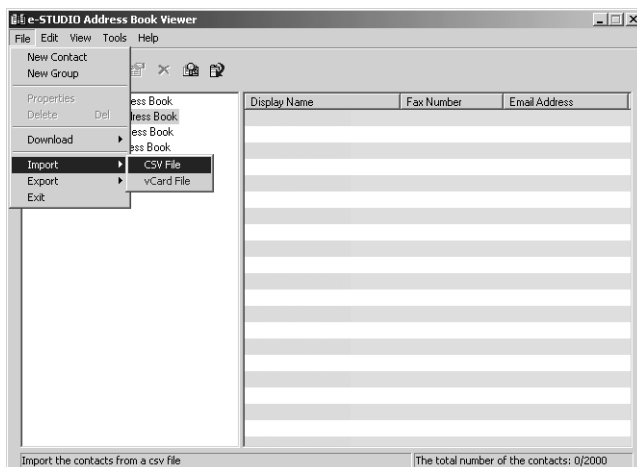 e-STUDIO Address Book Viewer
File Edit View Tools Help
New Contact
New Group
Properties
Delete Del
Download
Import
Export
Exit
CSV File
vCard File
ess Book
dress Book
ess Book
ess Book
Display Name Fax Number Email Address
Import the contacts from a csv file
The total number of the contacts: 0/2000